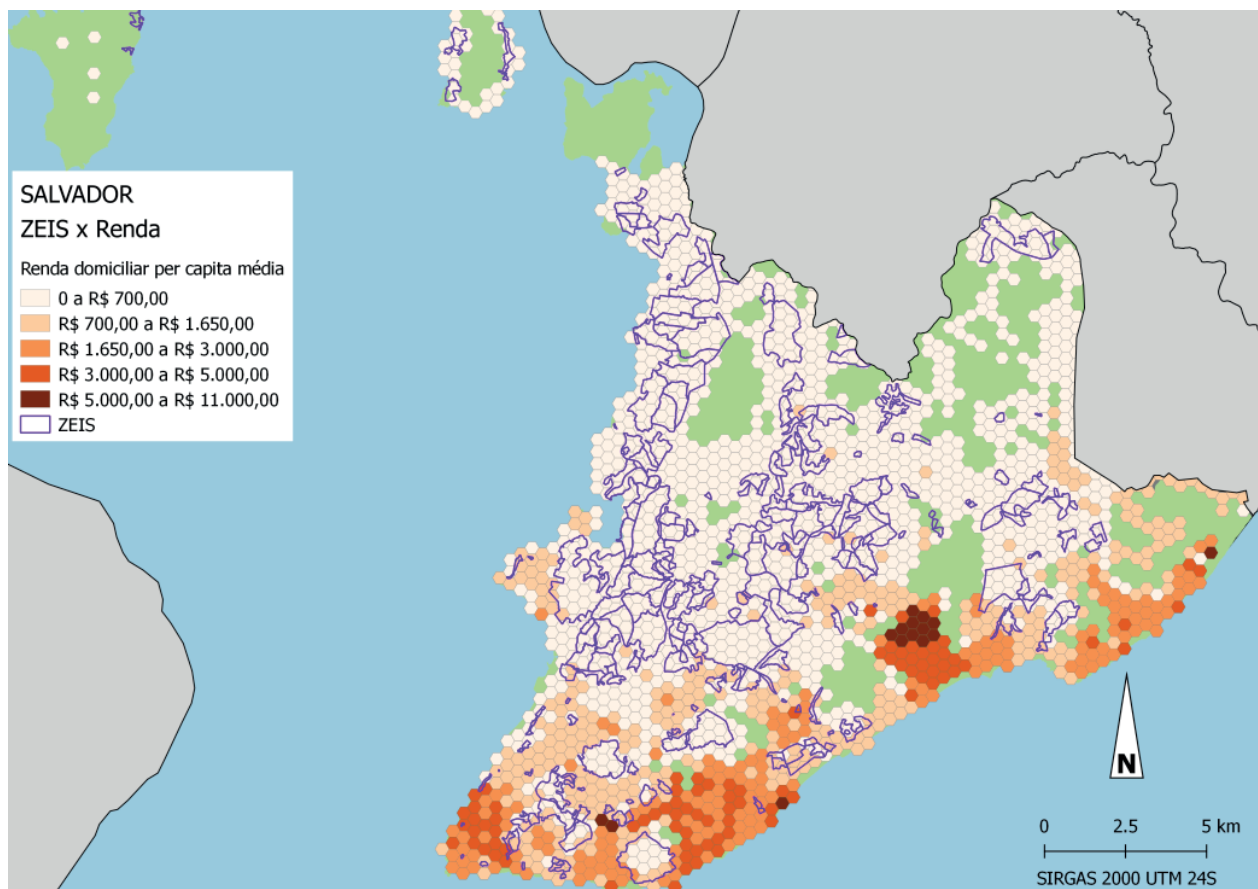 SALVADOR
ZEIS x Renda
Renda domiciliar per capita média
0 a R$ 700,00
R$ 700,00 a R$ 1.650,00
R$ 1.650,00 a R$ 3.000,00
R$ 3.000,00 a R$ 5.000,00
R$ 5.000,00 a R$ 11.000,00
ZEIS
N
0 2.5 5 km
SIRGAS 2000 UTM 24S